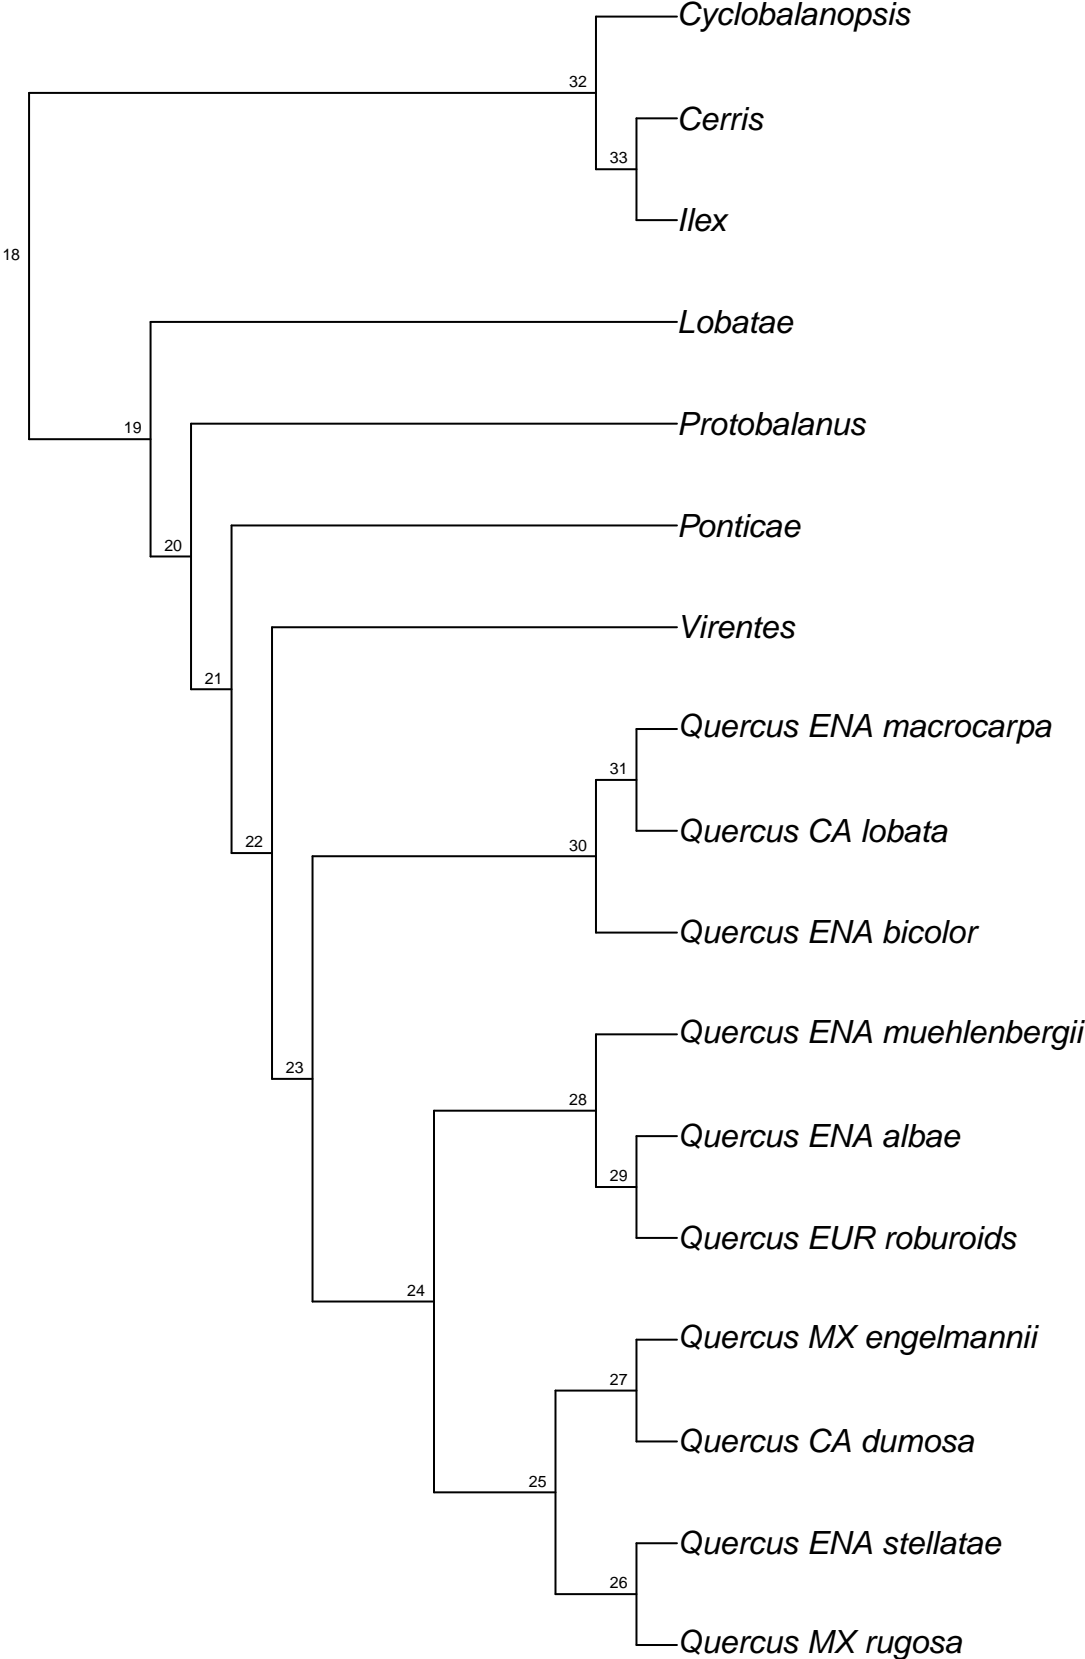 Cyclobalanopsis
32
Cerris
33
Ilex
18
Lobatae
Protobalanus
19
Ponticae
20
Virentes
21
Quercus ENA macrocarpa
31
Quercus CA lobata
22
30
Quercus ENA bicolor
Quercus ENA muehlenbergii
23
28
Quercus ENA albae
29
Quercus EUR roburoids
24
Quercus MX engelmannii
27
Quercus CA dumosa
25
Quercus ENA stellatae
26
Quercus MX rugosa